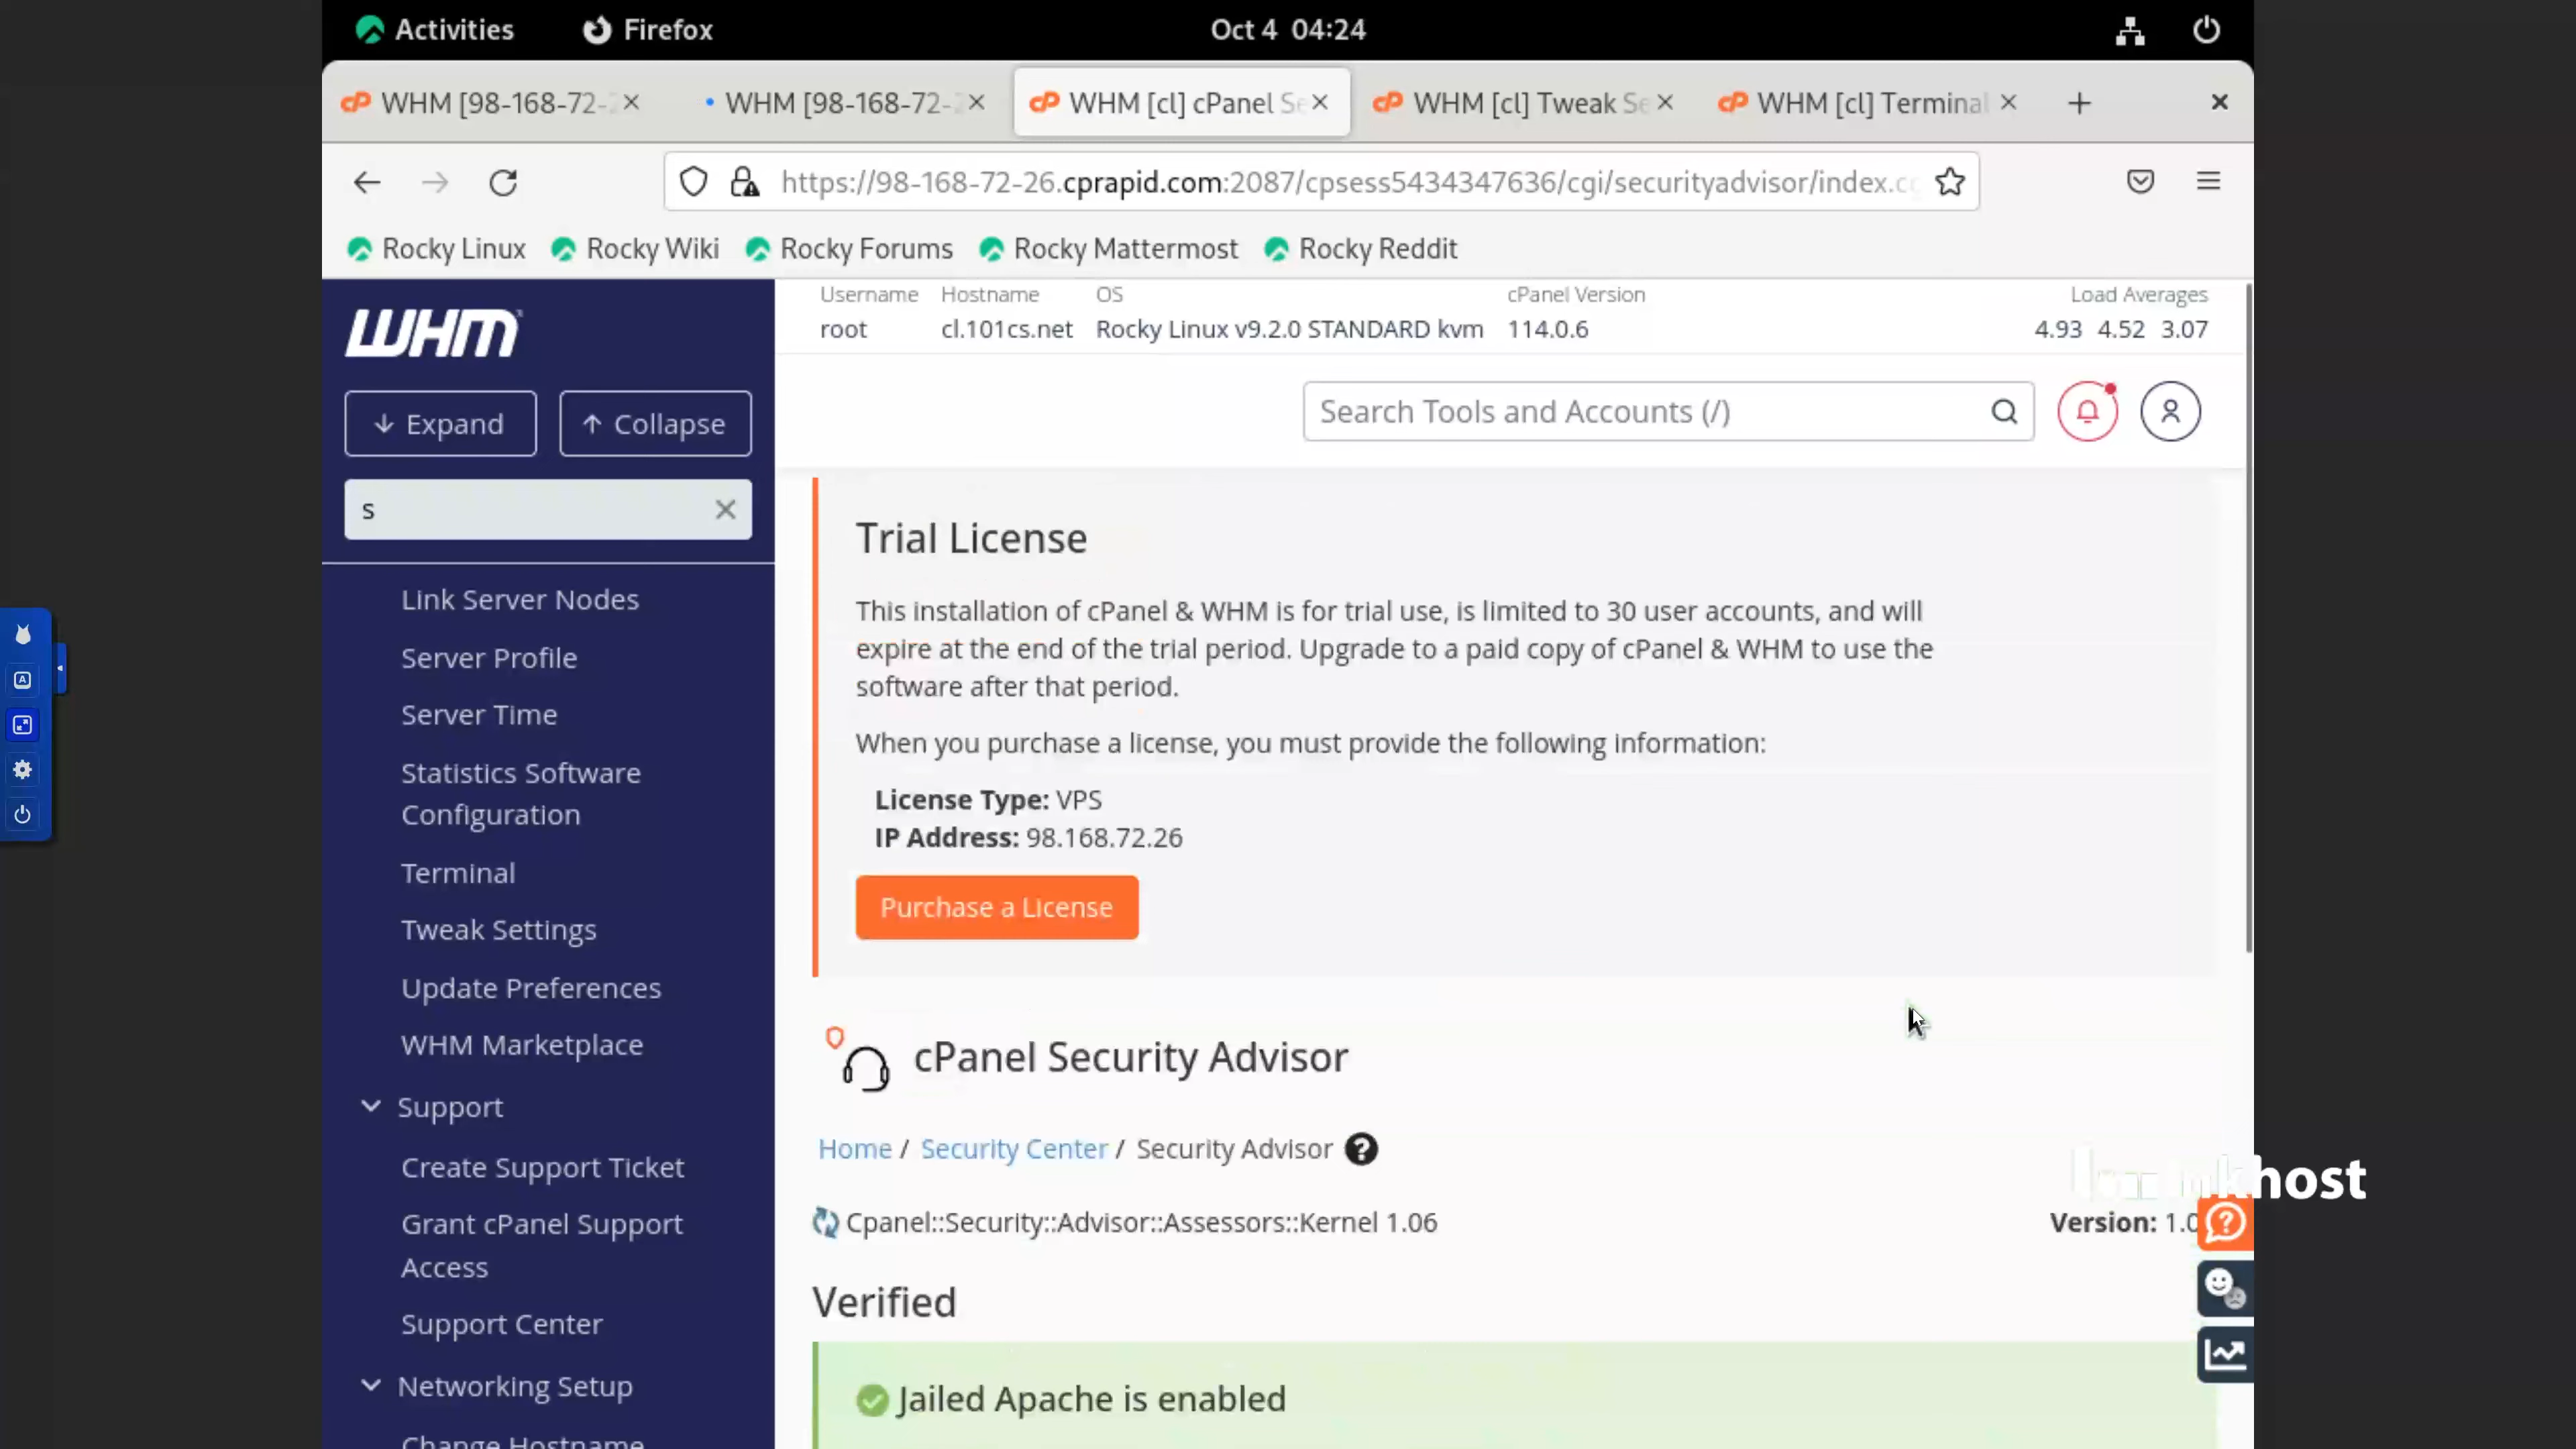 Activities Firefox Oct 4 04:24
WHM [98-168-72- WHM [98-168-72- WHM [cl] cPanel Se WHM [cl] Tweak Se WHM [cl] Terminal
https://98-168-72-26.cprapid.com:2087/cpsess5434347636/cgi/securityadvisor/index.c
Rocky Linux Rocky Wiki Rocky Forums Rocky Mattermost Rocky Reddit
WHM
Expand Collapse
s
Link Server Nodes
Server Profile
Server Time
Statistics Software
Configuration
Terminal
Tweak Settings
Update Preferences
WHM Marketplace
Support
Create Support Ticket
Grant cPanel Support
Access
Support Center
Networking Setup
Change Hostname
Username Hostname OS cPanel Version Load Averages
root cl.101cs.net Rocky Linux v9.2.0 STANDARD kvm 114.0.6 4.93 4.52 3.07
Search Tools and Accounts (/)
Trial License
This installation of cPanel & WHM is for trial use, is limited to 30 user accounts, and will
expire at the end of the trial period. Upgrade to a paid copy of cPanel & WHM to use the
software after that period.
When you purchase a license, you must provide the following information:
License Type: VPS
IP Address: 98.168.72.26
Purchase a License
cPanel Security Advisor
Home / Security Center / Security Advisor
Cpanel::Security::Advisor::Assessors::Kernel 1.06 Version: 1.0
Verified
Jailed Apache is enabled